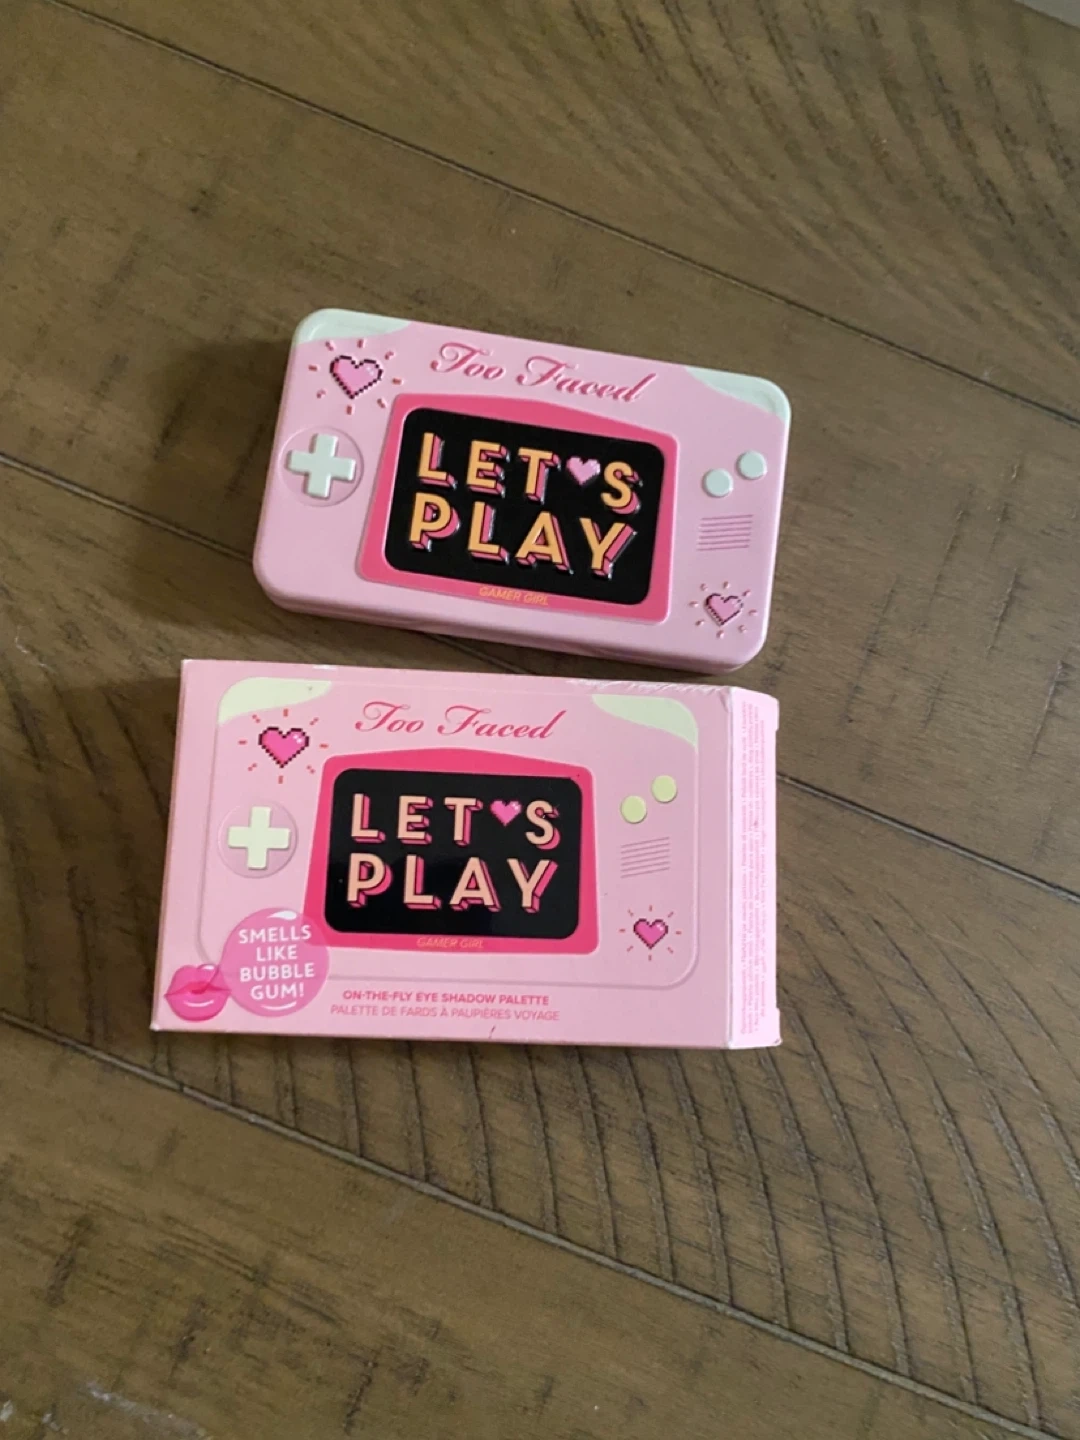 Too Faced
LET'S
PLAY
GAMER GIRL
Too Faced
LET'S
PLAY
GAMER GIRL
SMELLS
LIKE
BUBBLE
GUM!
ON-THE-FLY EYE SHADOW PALETTE
PALETTE DE FARDS À PAUPIÈRES VOYAGE